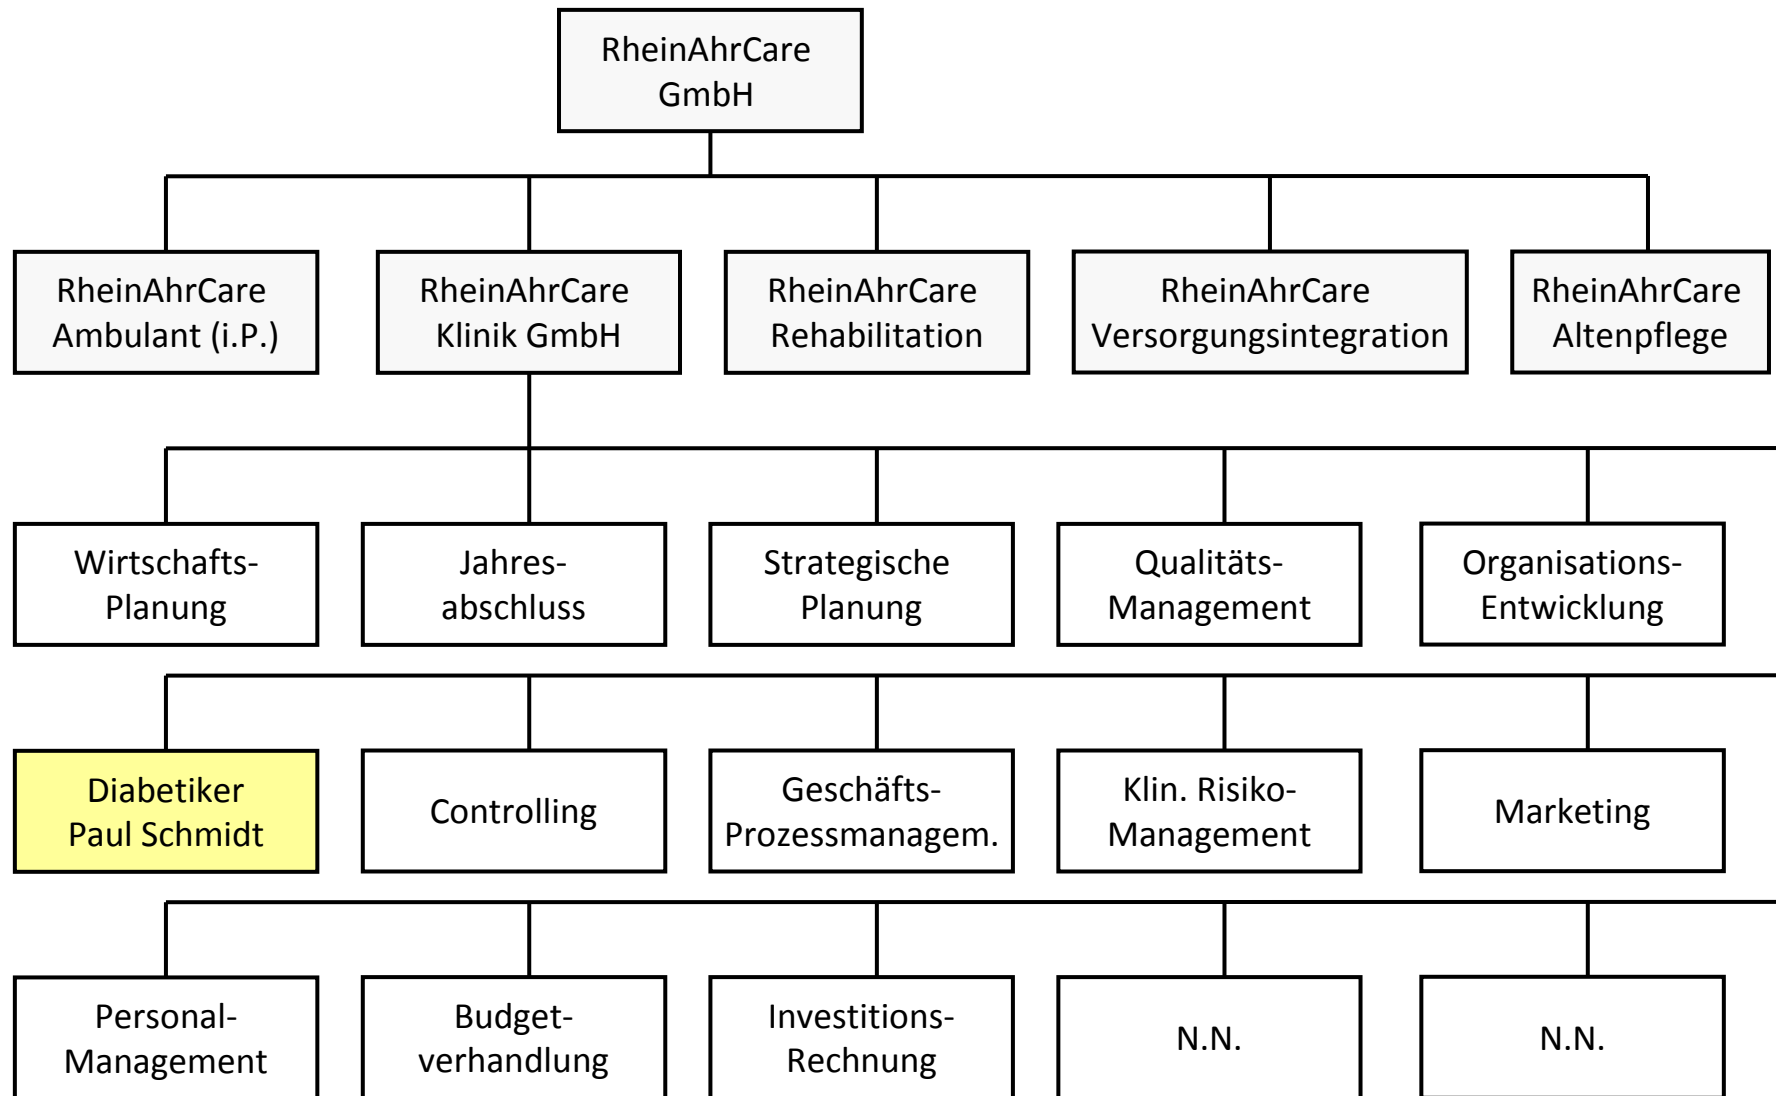 RheinAhrCare
GmbH
RheinAhrCare
Ambulant (i.P.)
RheinAhrCare
Klinik GmbH
RheinAhrCare
Rehabilitation
RheinAhrCare
Versorgungsintegration
RheinAhrCare
Altenpflege
Wirtschafts-
Planung
Jahres-
abschluss
Strategische
Planung
Qualitäts-
Management
Organisations-
Entwicklung
Diabetiker
Paul Schmidt
Controlling
Geschäfts-
Prozessmanagem.
Klin. Risiko-
Management
Marketing
Personal-
Management
Budget-
verhandlung
Investitions-
Rechnung
N.N.
N.N.